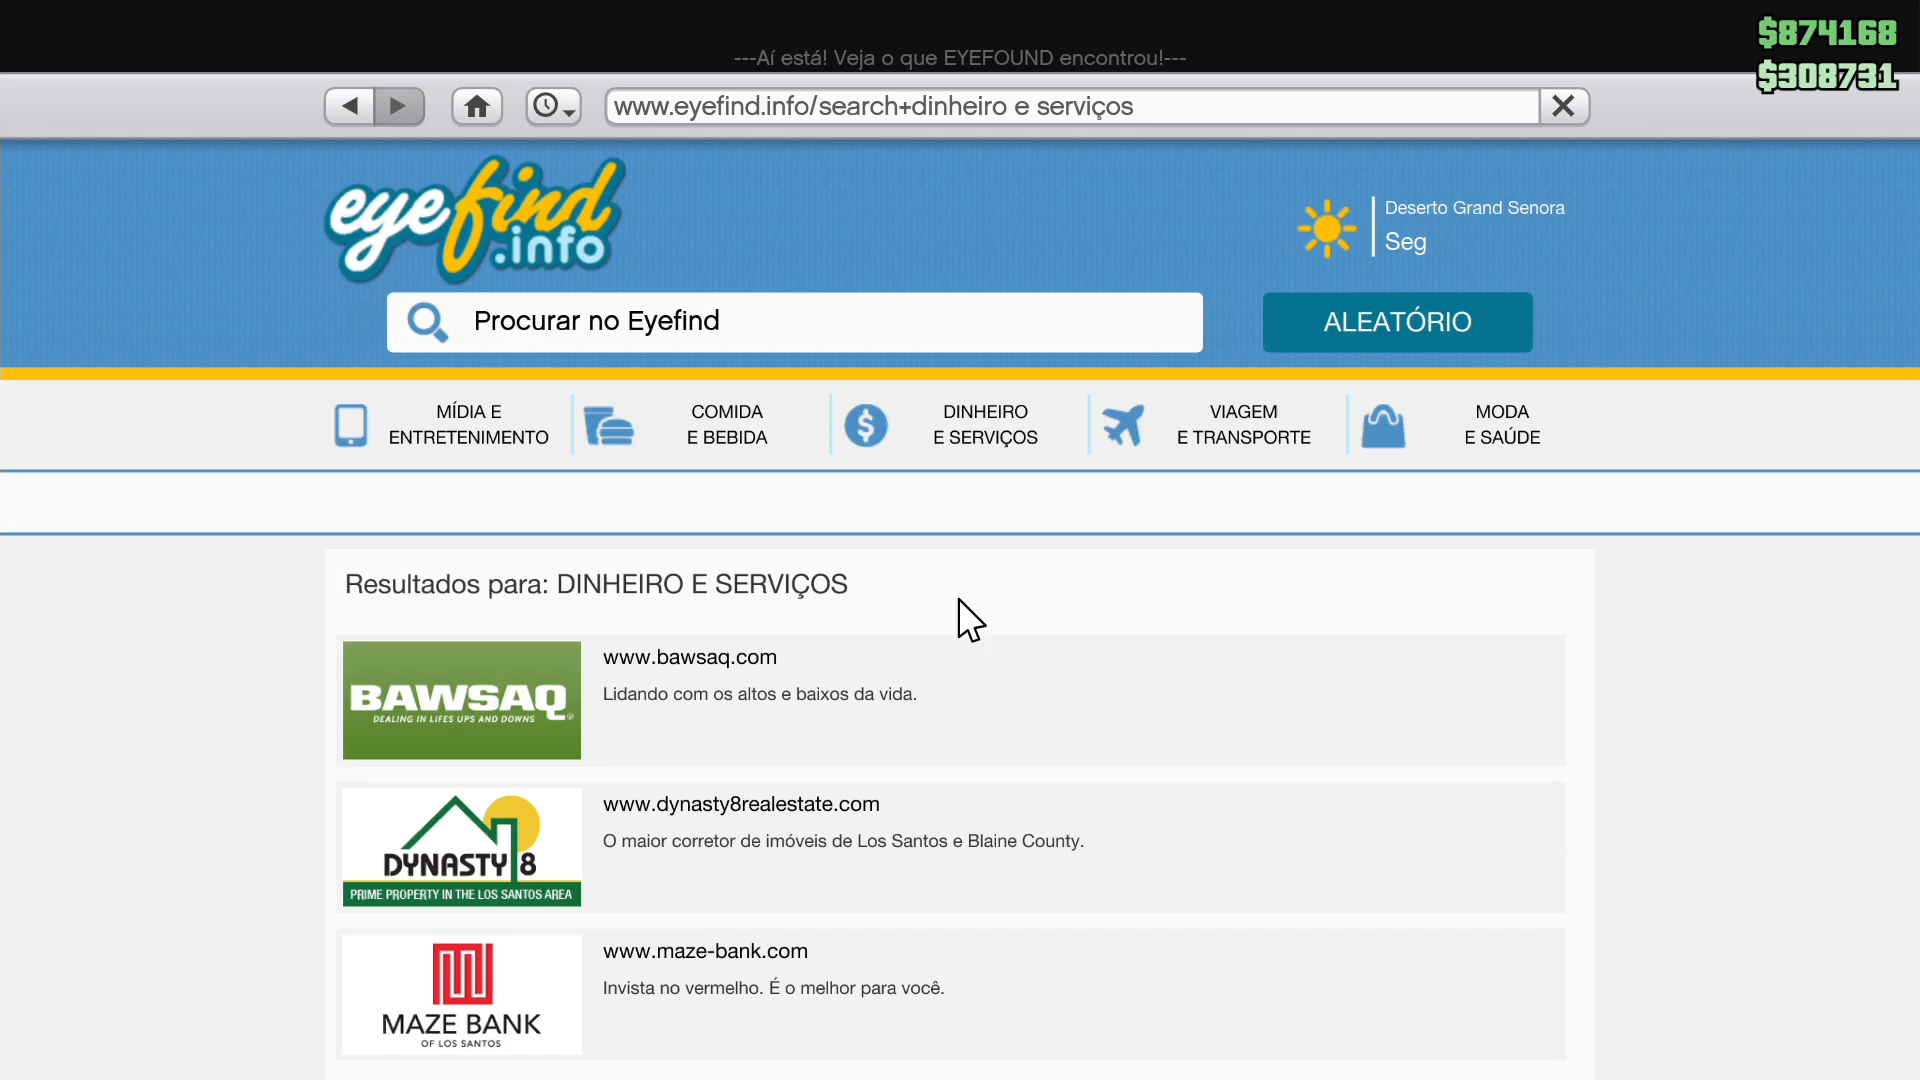 $874168
---Aí está! Veja o que EYEFOUND encontrou!---
$308731
www.eyefind.info/search+dinheiro e serviços
eyefind
.info
Deserto Grand Senora
Seg
Procurar no Eyefind
ALEATÓRIO
MÍDIA E
ENTRETENIMENTO
COMIDA
E BEBIDA
DINHEIRO
E SERVIÇOS
VIAGEM
E TRANSPORTE
MODA
E SAÚDE
Resultados para: DINHEIRO E SERVIÇOS
BAWSAQ
DEALING IN LIFES UPS AND DOWNS
www.bawsaq.com
Lidando com os altos e baixos da vida.
DYNASTY 8
PRIME PROPERTY IN THE LOS SANTOS AREA
www.dynasty8realestate.com
O maior corretor de imóveis de Los Santos e Blaine County.
MAZE BANK
OF LOS SANTOS
www.maze-bank.com
Invista no vermelho. É o melhor para você.